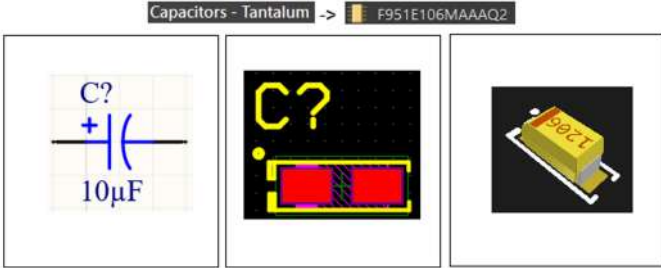 Capacitors - Tantalum -> F951E106MAAAQ2
C?
+
10µF
C?
1206